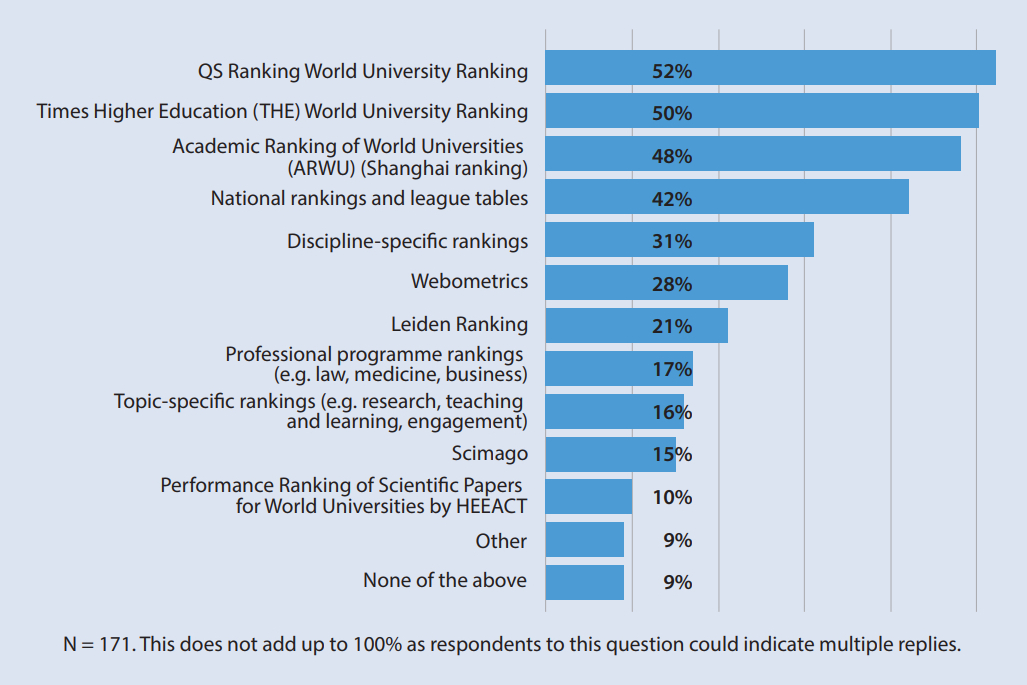 QS Ranking World University Ranking 52%
Times Higher Education (THE) World University Ranking 50%
Academic Ranking of World Universities
(ARWU) (Shanghai ranking) 48%
National rankings and league tables 42%
Discipline-specific rankings 31%
Webometrics 28%
Leiden Ranking 21%
Professional programme rankings
(e.g. law, medicine, business) 17%
Topic-specific rankings (e.g. research, teaching
and learning, engagement) 16%
Scimago 15%
Performance Ranking of Scientific Papers
for World Universities by HEEACT 10%
Other 9%
None of the above 9%
N = 171. This does not add up to 100% as respondents to this question could indicate multiple replies.